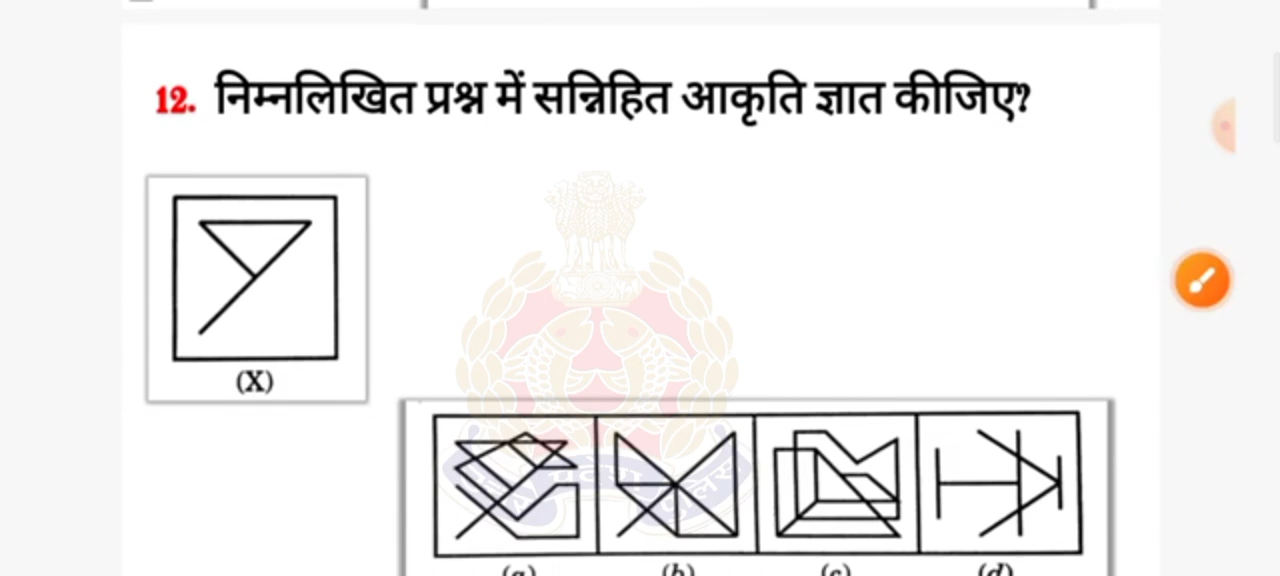 12. निम्नलिखित प्रश्न में सन्निहित आकृति ज्ञात कीजिए?
(X)
(a) (b) (c) (d)